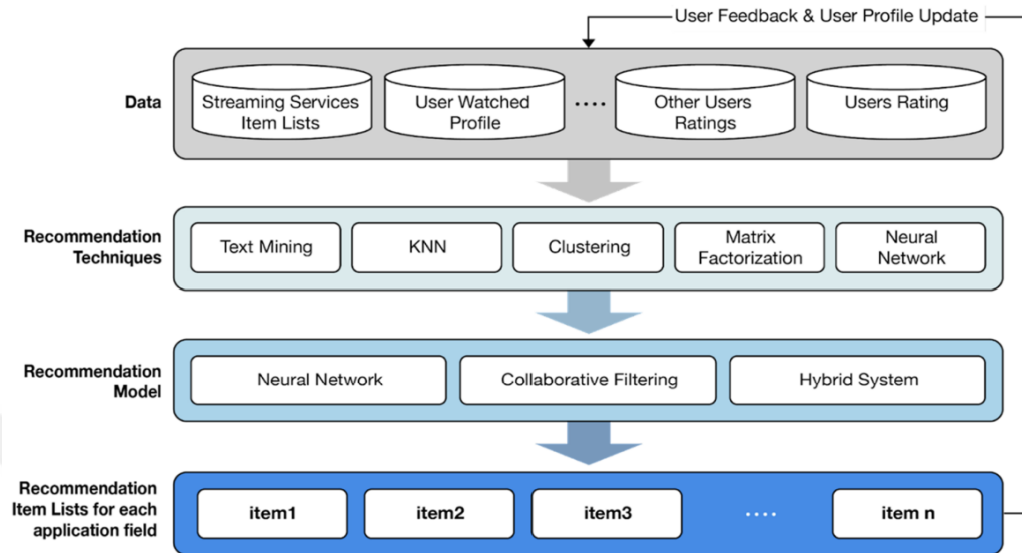 User Feedback & User Profile Update
Data
Streaming Services
Item Lists
User Watched
Profile
....
Other Users
Ratings
Users Rating
Recommendation
Techniques
Text Mining
KNN
Clustering
Matrix
Factorization
Neural
Network
Recommendation
Model
Neural Network
Collaborative Filtering
Hybrid System
Recommendation
Item Lists for each
application field
item1
item2
item3
....
item n